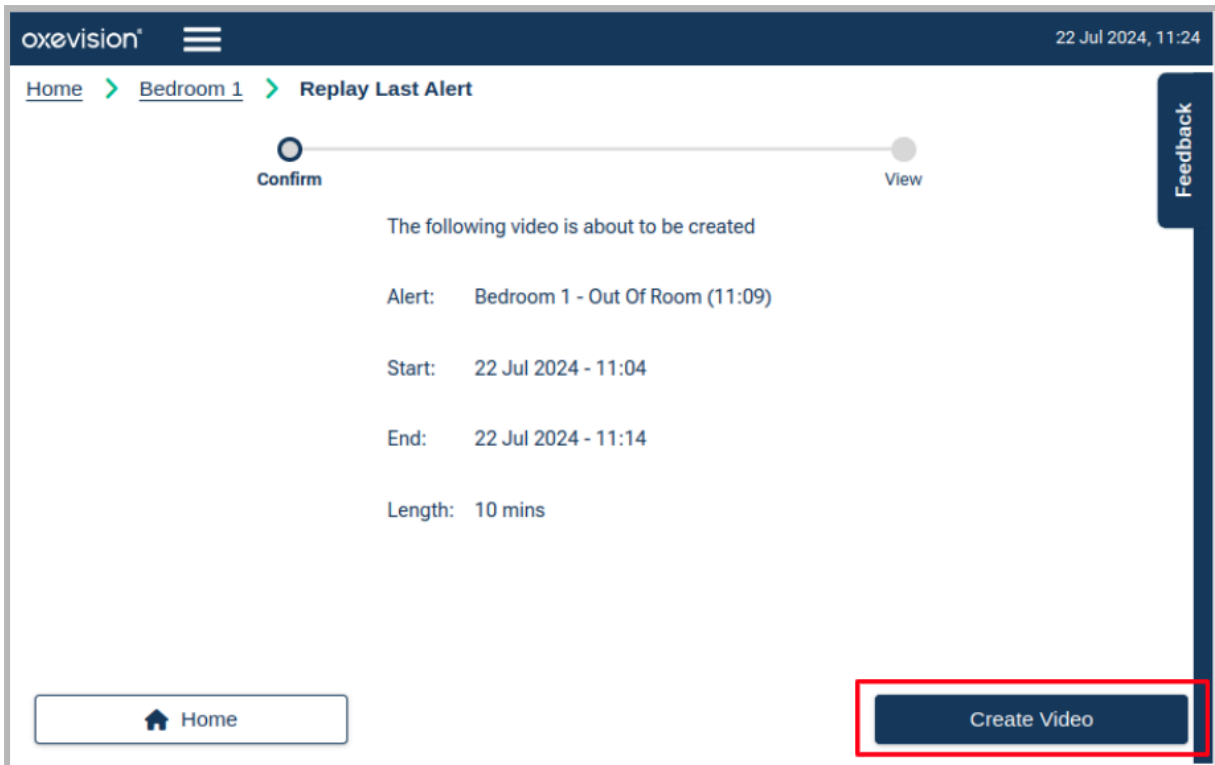 oxevision®
22 Jul 2024, 11:24
Home > Bedroom 1 > Replay Last Alert
Feedback
Confirm
View
The following video is about to be created
Alert: Bedroom 1 - Out Of Room (11:09)
Start: 22 Jul 2024 - 11:04
End: 22 Jul 2024 - 11:14
Length: 10 mins
Home
Create Video